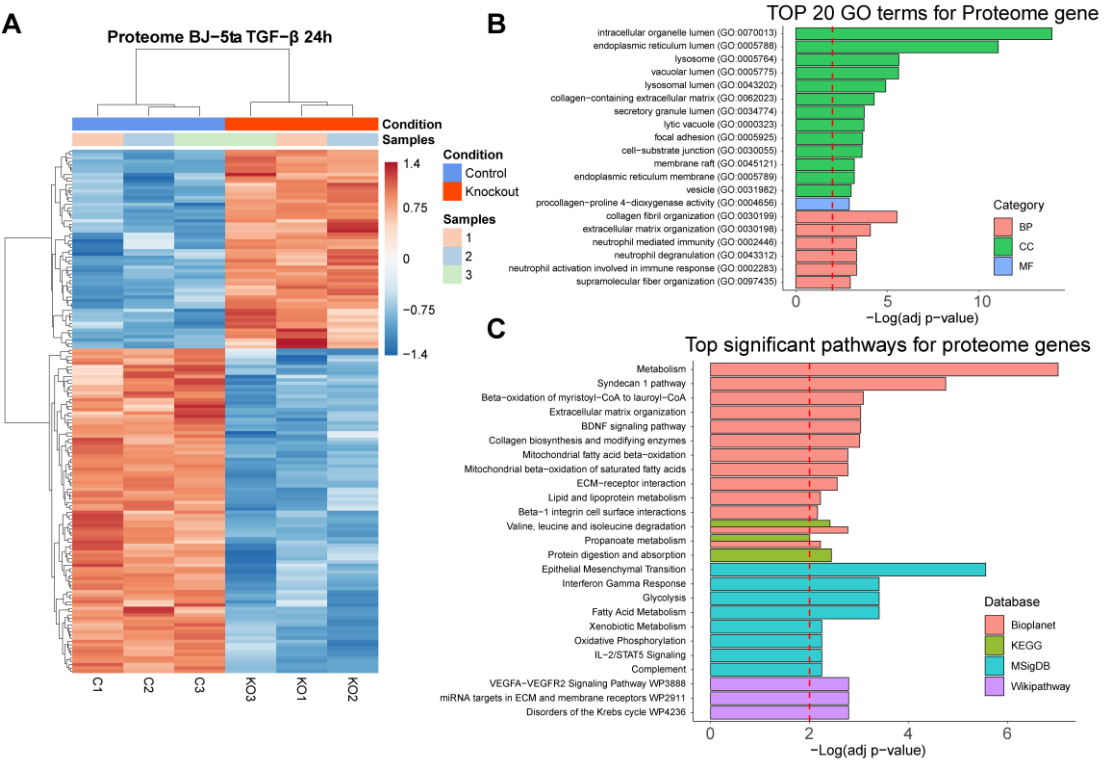 A
Proteome BJ−5ta TGF−β 24h
Condition
Samples
1.4
0.75
0
−0.75
−1.4
Condition
Control
Knockout
Samples
1
2
3
C1
C2
C3
KO3
KO1
KO2
B
TOP 20 GO terms for Proteome gene
intracellular organelle lumen (GO:0070013)
endoplasmic reticulum lumen (GO:0005788)
lysosome (GO:0005764)
vacuolar lumen (GO:0005775)
lysosomal lumen (GO:0043202)
collagen−containing extracellular matrix (GO:0062023)
secretory granule lumen (GO:0034774)
lytic vacuole (GO:0000323)
focal adhesion (GO:0005925)
cell−substrate junction (GO:0030055)
membrane raft (GO:0045121)
endoplasmic reticulum membrane (GO:0005789)
vesicle (GO:0031982)
procollagen−proline 4−dioxygenase activity (GO:0004656)
collagen fibril organization (GO:0030199)
extracellular matrix organization (GO:0030198)
neutrophil mediated immunity (GO:0002446)
neutrophil degranulation (GO:0043312)
neutrophil activation involved in immune response (GO:0002283)
supramolecular fiber organization (GO:0097435)
Category
BP
CC
MF
0
5
10
−Log(adj p−value)
C
Top significant pathways for proteome genes
Metabolism
Syndecan 1 pathway
Beta−oxidation of myristoyl−CoA to lauroyl−CoA
Extracellular matrix organization
BDNF signaling pathway
Collagen biosynthesis and modifying enzymes
Mitochondrial fatty acid beta−oxidation
Mitochondrial beta−oxidation of saturated fatty acids
ECM−receptor interaction
Lipid and lipoprotein metabolism
Beta−1 integrin cell surface interactions
Valine, leucine and isoleucine degradation
Propanoate metabolism
Protein digestion and absorption
Epithelial Mesenchymal Transition
Interferon Gamma Response
Glycolysis
Fatty Acid Metabolism
Xenobiotic Metabolism
Oxidative Phosphorylation
IL−2/STAT5 Signaling
Complement
VEGFA−VEGFR2 Signaling Pathway WP3888
miRNA targets in ECM and membrane receptors WP2911
Disorders of the Krebs cycle WP4236
Database
Bioplanet
KEGG
MSigDB
Wikipathway
0
2
4
6
−Log(adj p−value)